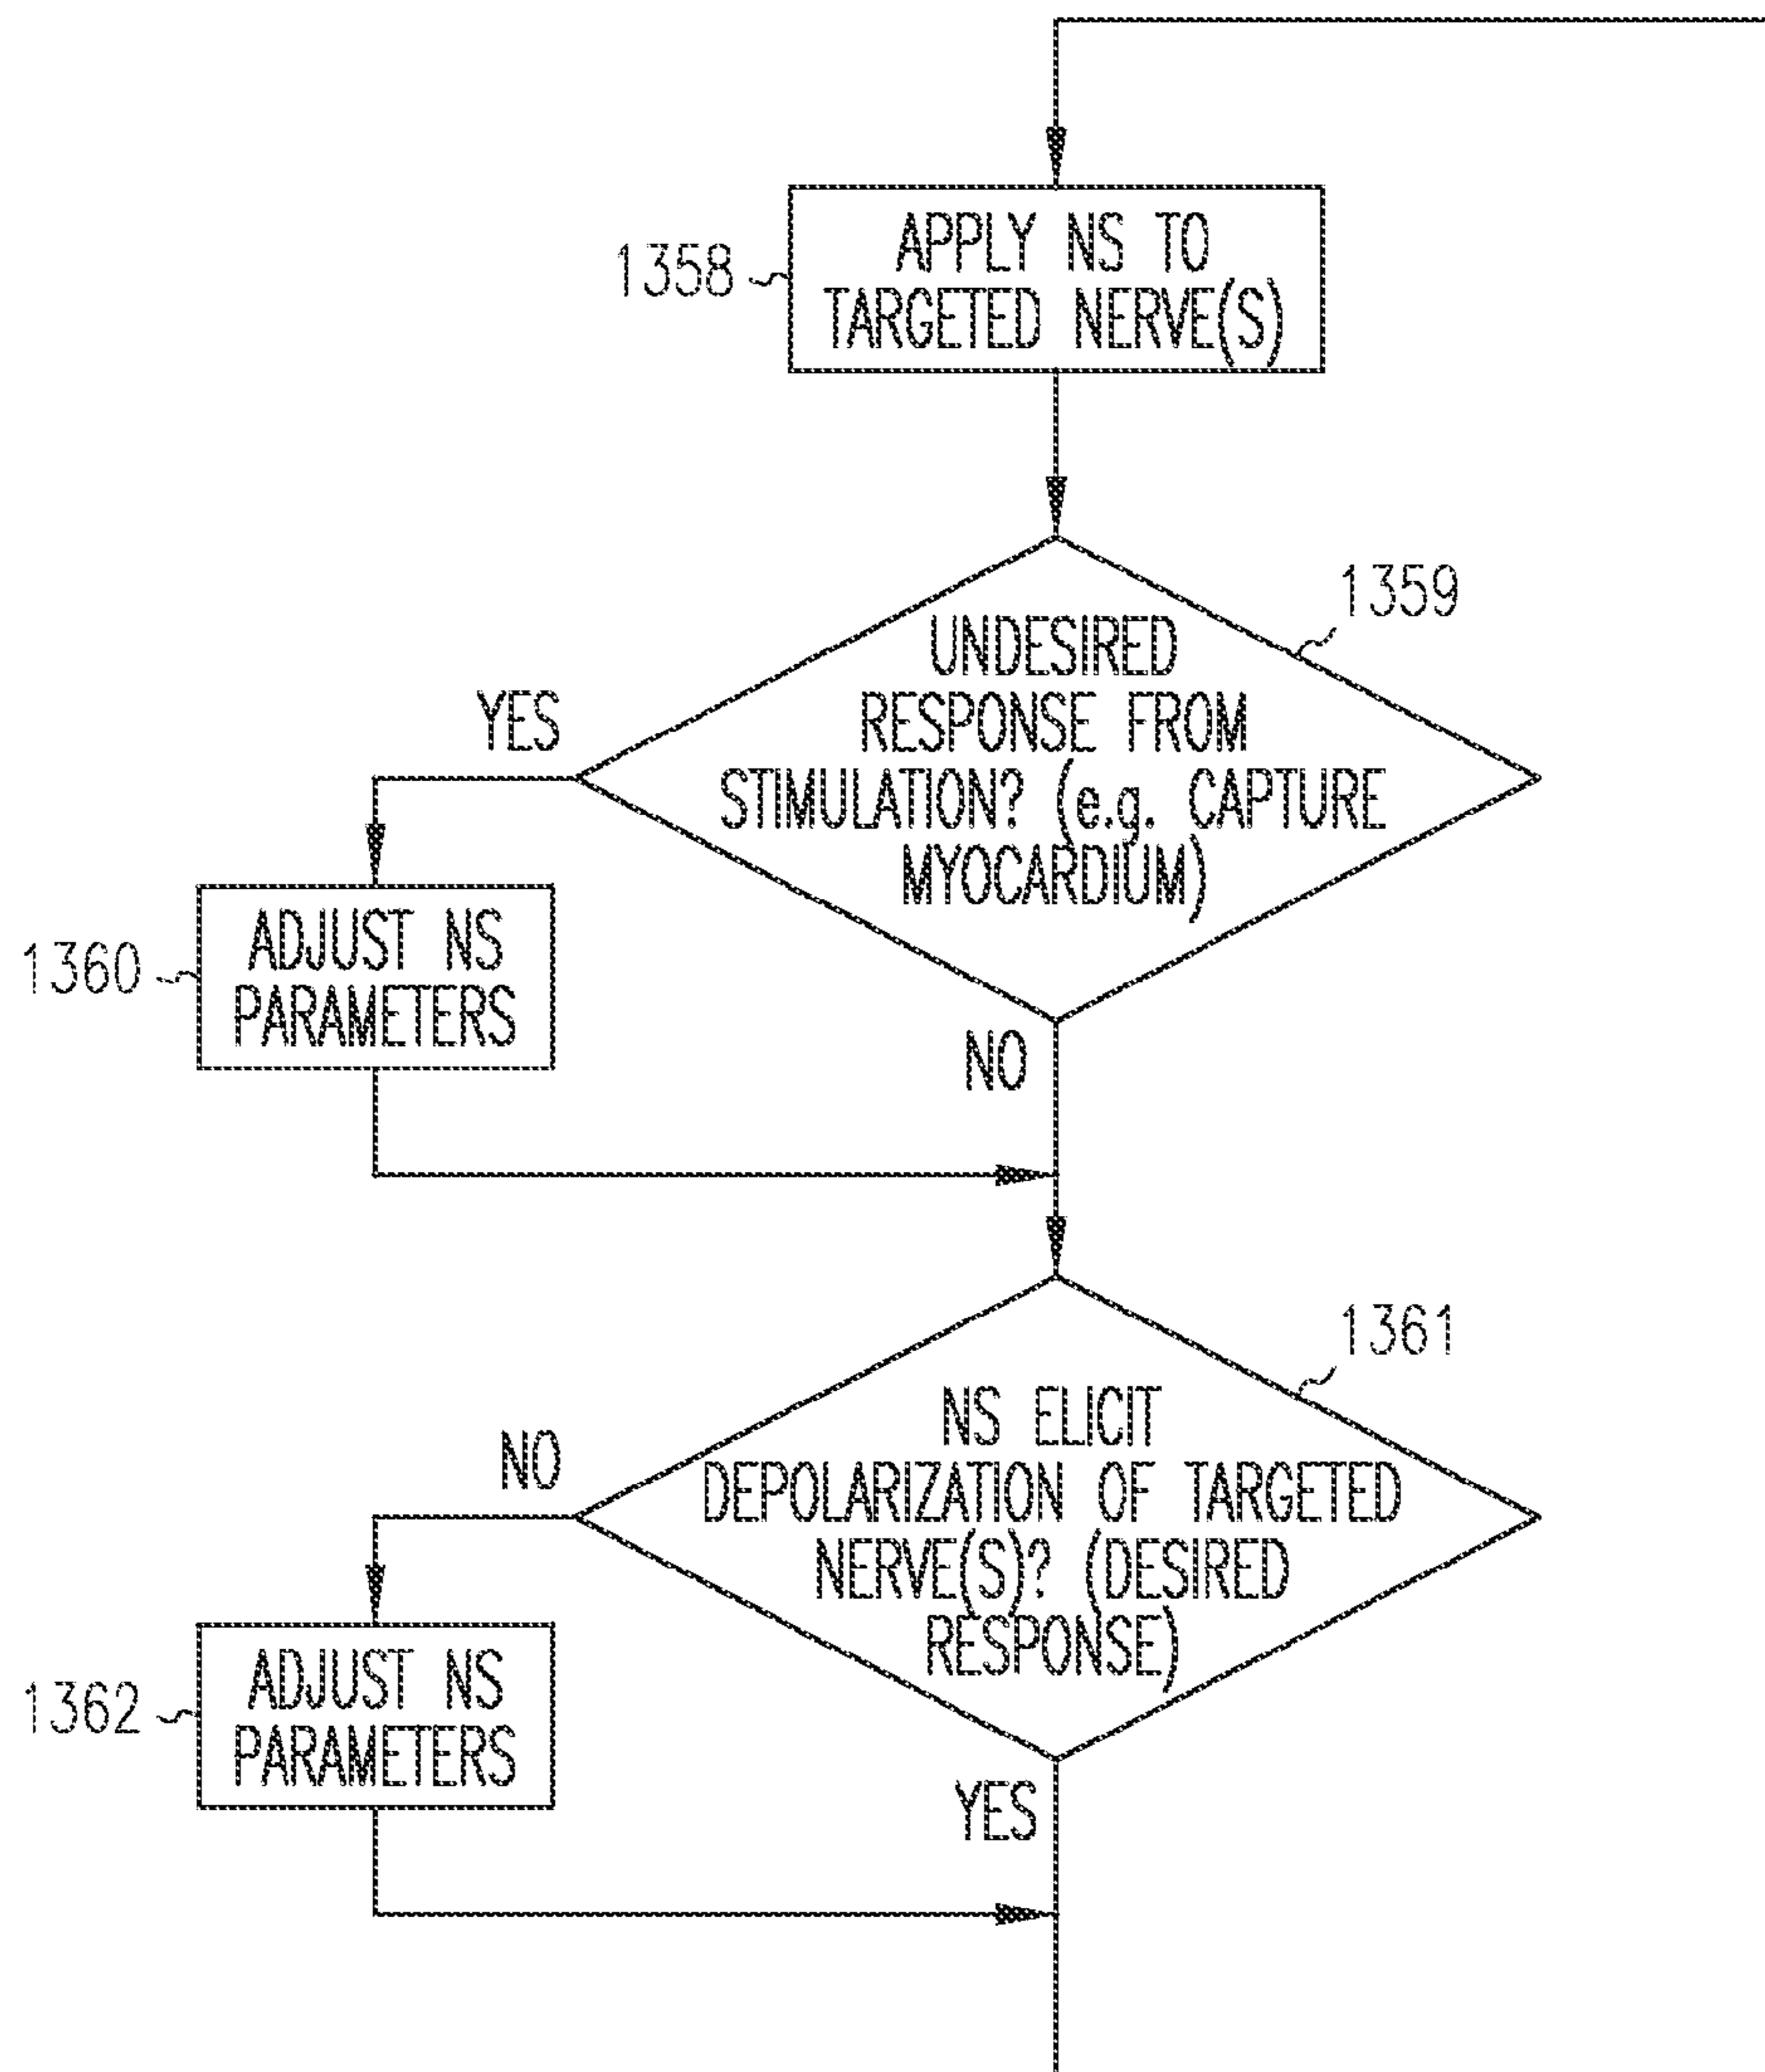 1358
APPLY NS TO
TARGETED NERVE(S)
1359
UNDESIRED
RESPONSE FROM
STIMULATION? (e.g. CAPTURE
MYOCARDIUM)
YES
1360
ADJUST NS
PARAMETERS
NO
1361
NS ELICIT
DEPOLARIZATION OF TARGETED
NERVE(S)? (DESIRED
RESPONSE)
NO
1362
ADJUST NS
PARAMETERS
YES